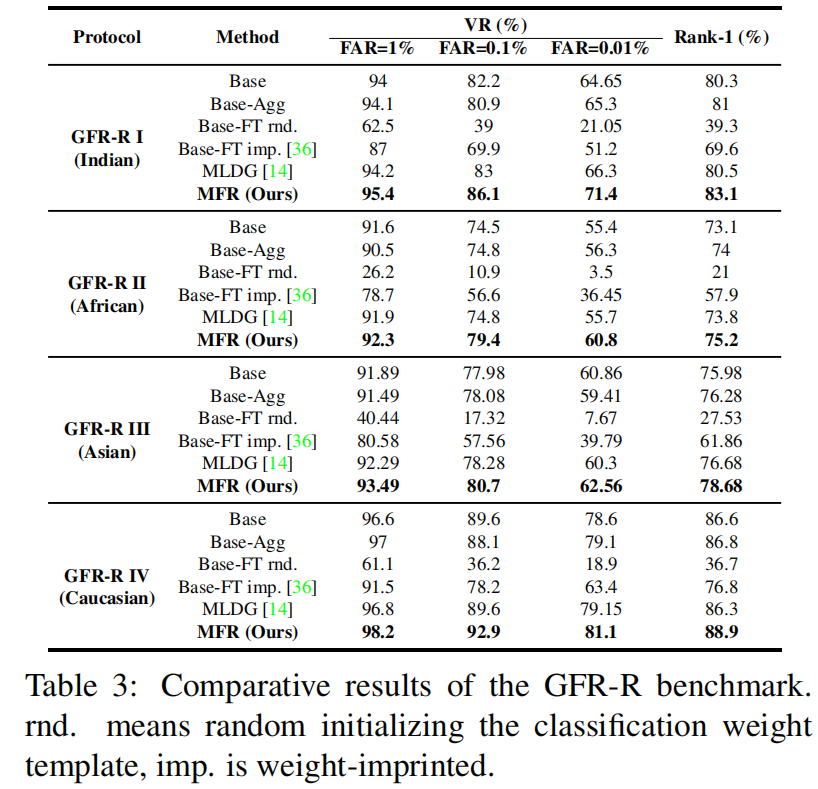 Protocol Method VR (%) Rank-1 (%)
FAR=1% FAR=0.1% FAR=0.01%
GFR-R I
(Indian)
Base 94 82.2 64.65 80.3
Base-Agg 94.1 80.9 65.3 81
Base-FT rnd. 62.5 39 21.05 39.3
Base-FT imp. [36] 87 69.9 51.2 69.6
MLDG [14] 94.2 83 66.3 80.5
MFR (Ours) 95.4 86.1 71.4 83.1
GFR-R II
(African)
Base 91.6 74.5 55.4 73.1
Base-Agg 90.5 74.8 56.3 74
Base-FT rnd. 26.2 10.9 3.5 21
Base-FT imp. [36] 78.7 56.6 36.45 57.9
MLDG [14] 91.9 74.8 55.7 73.8
MFR (Ours) 92.3 79.4 60.8 75.2
GFR-R III
(Asian)
Base 91.89 77.98 60.86 75.98
Base-Agg 91.49 78.08 59.41 76.28
Base-FT rnd. 40.44 17.32 7.67 27.53
Base-FT imp. [36] 80.58 57.56 39.79 61.86
MLDG [14] 92.29 78.28 60.3 76.68
MFR (Ours) 93.49 80.7 62.56 78.68
GFR-R IV
(Caucasian)
Base 96.6 89.6 78.6 86.6
Base-Agg 97 88.1 79.1 86.8
Base-FT rnd. 61.1 36.2 18.9 36.7
Base-FT imp. [36] 91.5 78.2 63.4 76.8
MLDG [14] 96.8 89.6 79.15 86.3
MFR (Ours) 98.2 92.9 81.1 88.9
Table 3: Comparative results of the GFR-R benchmark.
rnd. means random initializing the classification weight
template, imp. is weight-imprinted.